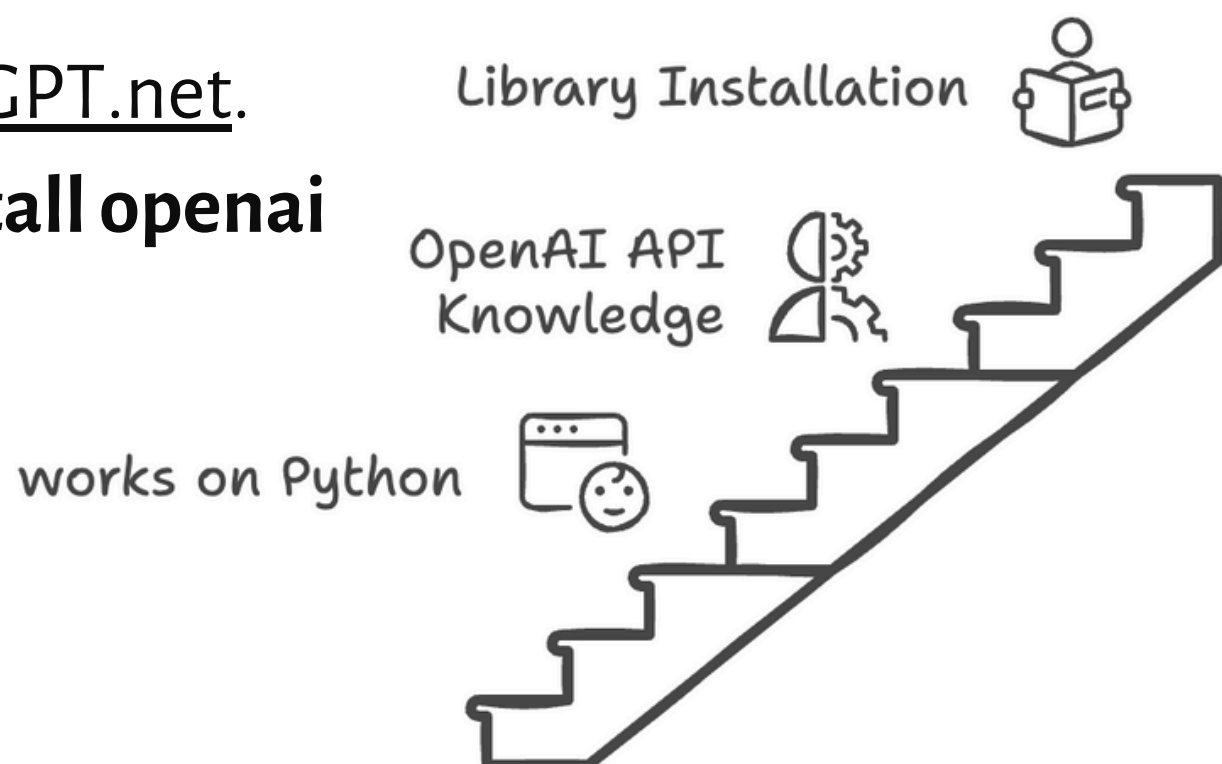 GPT.net.
tall openai
Library Installation
OpenAI API
Knowledge
works on Python